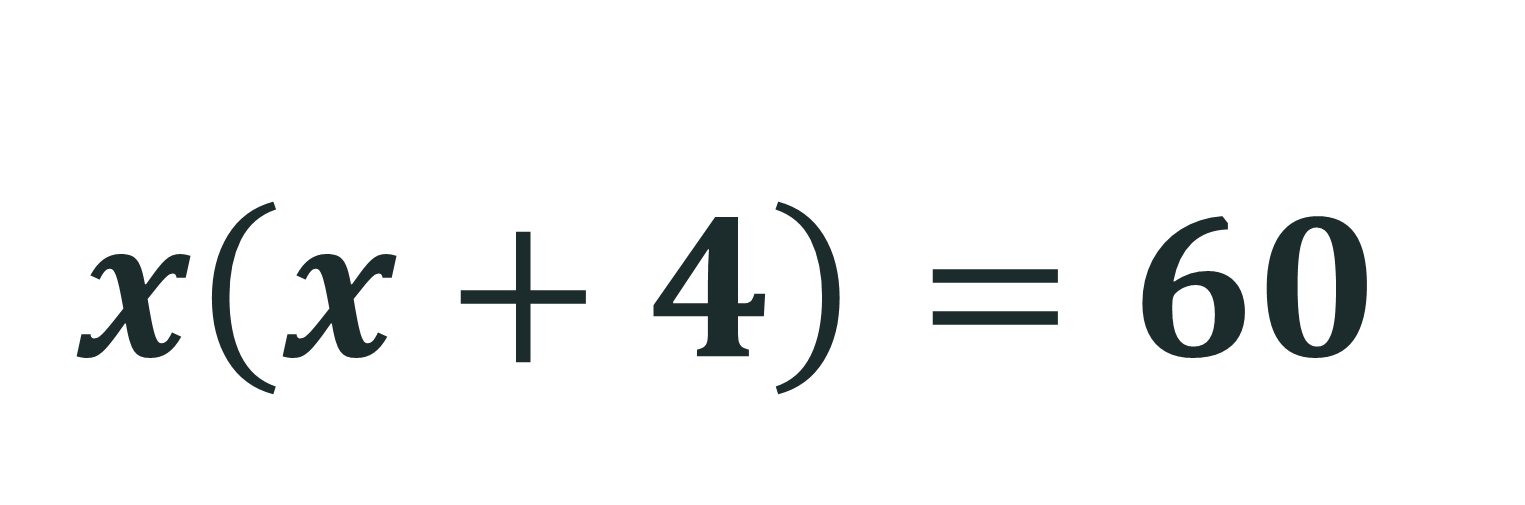 x(x + 4) = 60